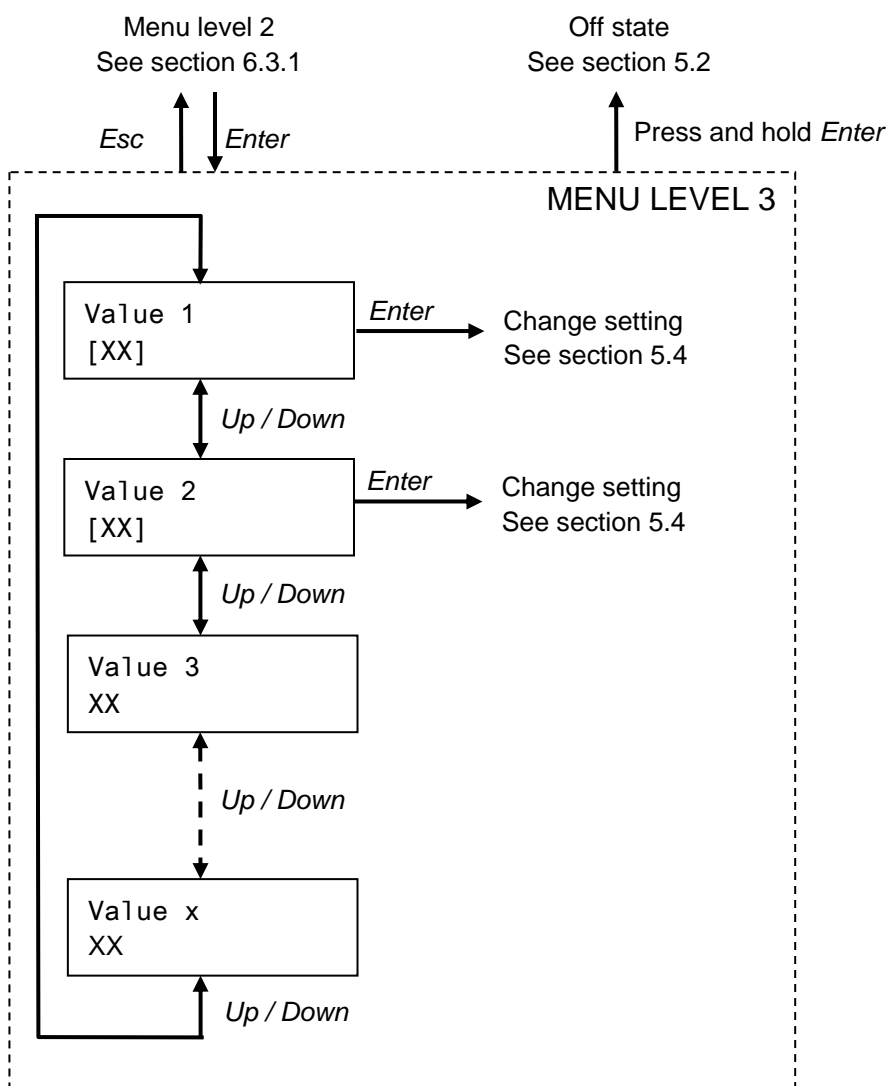 Menu level 2
See section 6.3.1
Off state
See section 5.2
Esc
Enter
Press and hold Enter
MENU LEVEL 3
Value 1
[XX]
Enter
Change setting
See section 5.4
Up / Down
Value 2
[XX]
Enter
Change setting
See section 5.4
Up / Down
Value 3
XX
Up / Down
Value x
XX
Up / Down